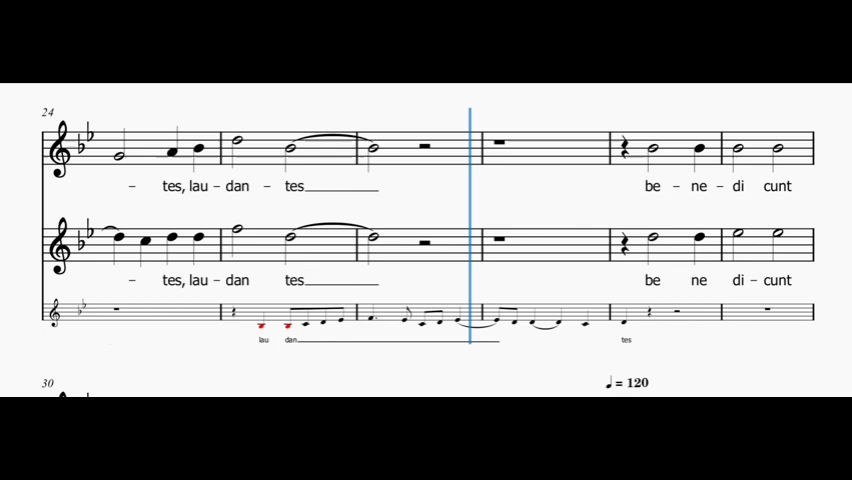 24
– tes, lau – dan – tes
be – ne – di cunt
– tes, lau – dan tes
be ne di – cunt
lau dan tes
30
♩ = 120